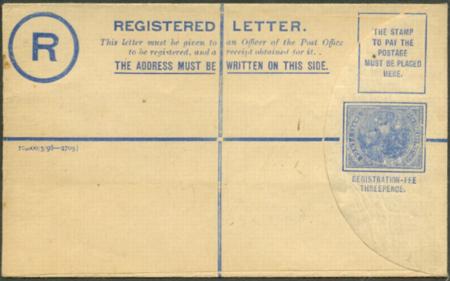 R
REGISTERED LETTER.
This letter must be given to an Officer of the Post Office
to be registered, and a receipt obtained for it.
THE ADDRESS MUST BE WRITTEN ON THIS SIDE.
THE STAMP
TO PAY THE
POSTAGE
MUST BE PLACED
HERE.
REGISTRATION-FEE
THREEPENCE.